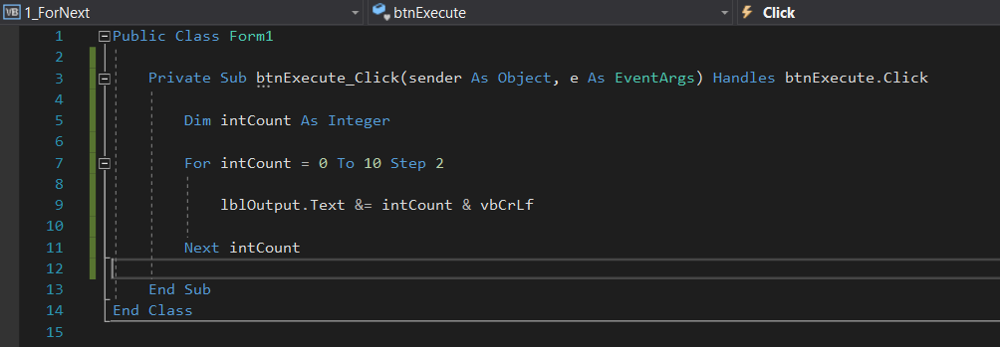 VB 1_ForNext btnExecute Click
1 Public Class Form1
2
3 Private Sub btnExecute_Click(sender As Object, e As EventArgs) Handles btnExecute.Click
4
5 Dim intCount As Integer
6
7 For intCount = 0 To 10 Step 2
8
9 lblOutput.Text &= intCount & vbCrLf
10
11 Next intCount
12
13 End Sub
14 End Class
15